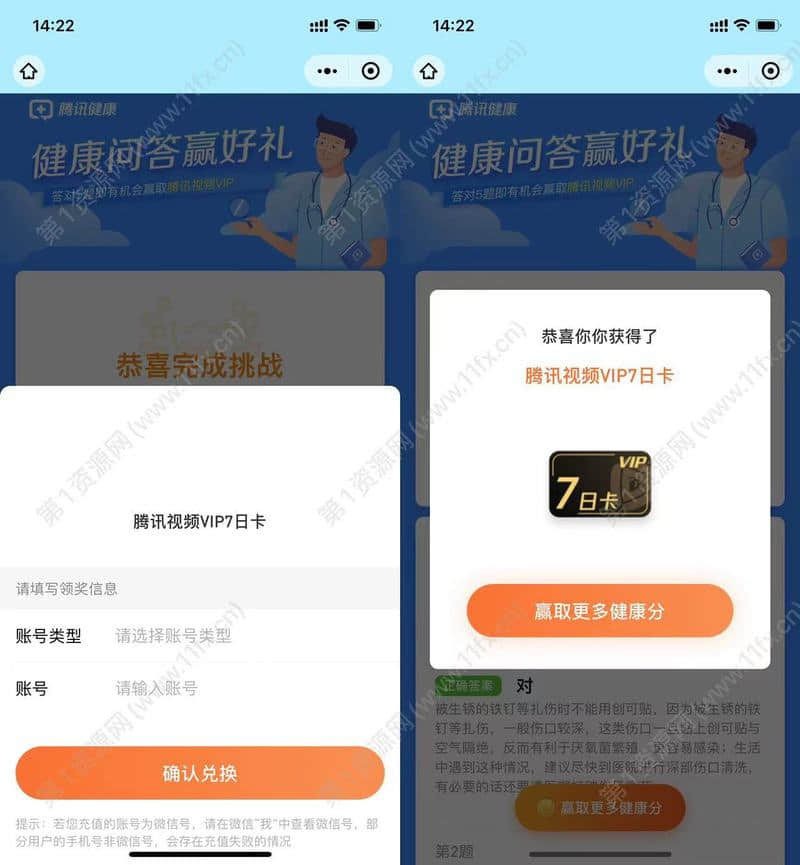 14:22
腾讯健康
健康问答赢好礼
答对5题即有机会赢取腾讯视频VIP
恭喜完成挑战
腾讯视频VIP7日卡
请填写领奖信息
账号类型 请选择账号类型
账号 请输入账号
确认兑换
提示：若您充值的账号为微信号，请在微信“我”中查看微信号，部
分用户的手机号非微信号，会存在充值失败的情况
14:22
腾讯健康
健康问答赢好礼
答对5题即有机会赢取腾讯视频VIP
恭喜你你获得了
腾讯视频VIP7日卡
VIP
7日卡
赢取更多健康分
正确答案 对
被生锈的铁钉等扎伤时不能用创可贴，因为被生锈的铁
钉等扎伤，一般伤口较深，这类伤口一旦贴上创可贴与
空气隔绝，反而有利于厌氧菌繁殖，更容易感染；生活
中遇到这种情况，建议尽快到医院进行深部伤口清洗，
有必要的话还要
赢取更多健康分
第2题
第1资源网(www.11fx.cn)